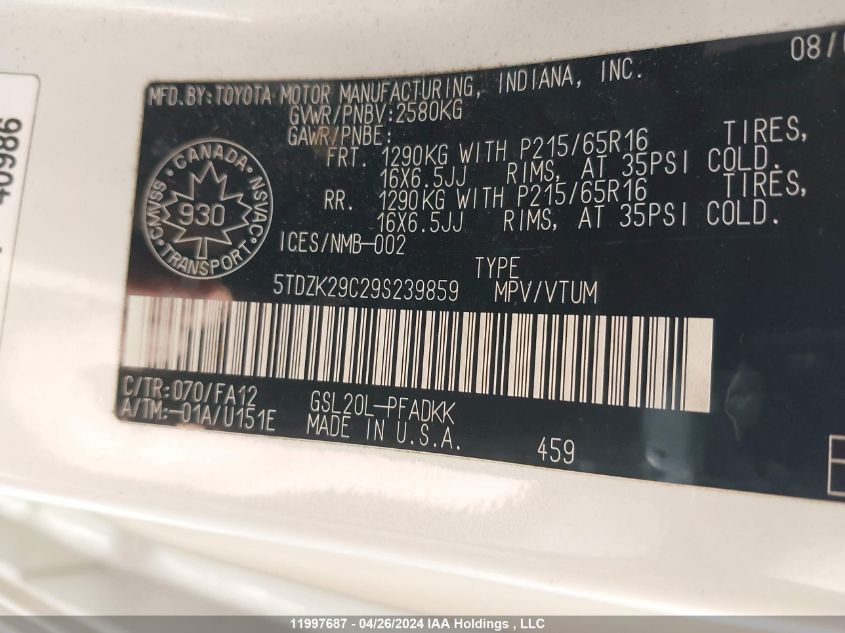 40986
08/
MFD.BY:TOYOTA MOTOR MANUFACTURING, INDIANA, INC.
GVWR/PNBV:2580KG
GAWR/PNBE:
FRT. 1290KG WITH P215/65R16 TIRES,
16X6.5JJ RIMS, AT 35PSI COLD.
RR. 1290KG WITH P215/65R16 TIRES,
16X6.5JJ RIMS, AT 35PSI COLD.
CANADA
CMVSS
930
NSVAC
TRANSPORT
ICES/NMB-002
TYPE
5TDZK29C29S239859 MPV/VTUM
C/TR:070/FA12
A/TM:-01A/U151E
GSL20L-PFADKK
MADE IN U.S.A.
459
11997687 - 04/26/2024 IAA Holdings , LLC